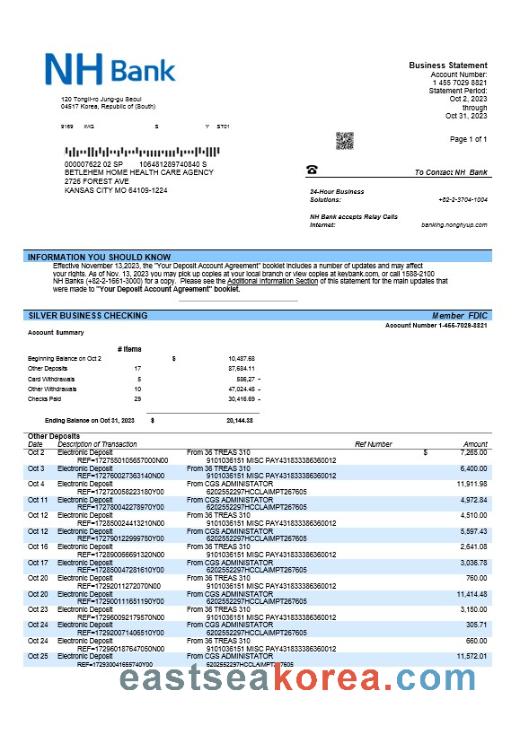 NH Bank
120 Tongil-ro Jung-gu Seoul
04517 Korea, Republic of (South)
Business Statement
Account Number:
1 455 7029 8821
Statement Period:
Oct 2, 2023
through
Oct 31, 2023
Page 1 of 1
000007622 02 SP 106481289740840 S
BETLEHEM HOME HEALTH CARE AGENCY
2726 FOREST AVE
KANSAS CITY MO 64109-1224
To Contact NH Bank
24-Hour Business
Solutions: +82-2-3704-1004
NH Bank accepts Relay Calls
Internet: banking.nonghyup.com
INFORMATION YOU SHOULD KNOW
Effective November 13,2023, the "Your Deposit Account Agreement" booklet includes a number of updates and may affect
your rights. As of Nov. 13, 2023 you may pick up copies at your local branch or view copies at keybank.com, or call 1588-2100
NH Banks (+82-2-1661-3000) for a copy. Please see the Additional Information Section of this statement for the main updates that
were made to "Your Deposit Account Agreement" booklet.
SILVER BUSINESS CHECKING Member FDIC
Account Number 1-455-7029-8821
Account Summary
# Items
Beginning Balance on Oct 2 $ 10,487.68
Other Deposits 17 87,684.11
Card Withdrawals 5 586,27 -
Other Withdrawals 10 47,024.45 -
Checks Paid 29 30,416.69 -
Ending Balance on Oct 31, 2023 $ 20,144.38
Other Deposits
Date Description of Transaction Ref Number Amount
Oct 2 Electronic Deposit From 36 TREAS 310 $ 7,265.00
REF=1727550105657000N00 9101036151 MISC PAY431833386360012
Oct 3 Electronic Deposit From 36 TREAS 310 6,400.00
REF=172760027363140N00 9101036151 MISC PAY431833386360012
Oct 4 Electronic Deposit From CGS ADMINISTATOR 11,911.98
REF=172720058223180Y00 6202552297HCCLAIMPT267605
Oct 11 Electronic Deposit From CGS ADMINISTATOR 4,972.84
REF=172780042278970Y00 6202552297HCCLAIMPT267605
Oct 12 Electronic Deposit From 36 TREAS 310 4,510.00
REF=172850024413210N00 9101036151 MISC PAY431833386360012
Oct 12 Electronic Deposit From CGS ADMINISTATOR 5,597.43
REF=172790122999750Y00 6202552297HCCLAIMPT267605
Oct 16 Electronic Deposit From 36 TREAS 310 2,641.08
REF=172890066691320N00 9101036151 MISC PAY431833386360012
Oct 17 Electronic Deposit From CGS ADMINISTATOR 3,036.78
REF=172850047281610Y00 6202552297HCCLAIMPT267605
Oct 20 Electronic Deposit From 36 TREAS 310 760.00
REF=17292011272070N00 9101036151 MISC PAY431833386360012
Oct 20 Electronic Deposit From CGS ADMINISTATOR 11,414.48
REF=172900111651190Y00 6202552297HCCLAIMPT267605
Oct 23 Electronic Deposit From 36 TREAS 310 3,150.00
REF=172960092179570N00 9101036151 MISC PAY431833386360012
Oct 24 Electronic Deposit From CGS ADMINISTATOR 305.71
REF=172920071406510Y00 6202552297HCCLAIMPT267605
Oct 24 Electronic Deposit From 36 TREAS 310 660.00
REF=172960187647050N00 9101036151 MISC PAY431833386360012
Oct 25 Electronic Deposit From CGS ADMINISTATOR 11,572.01
REF=172930041655740Y00 6202552297HCCLAIMPT267605
eastseakorea.com